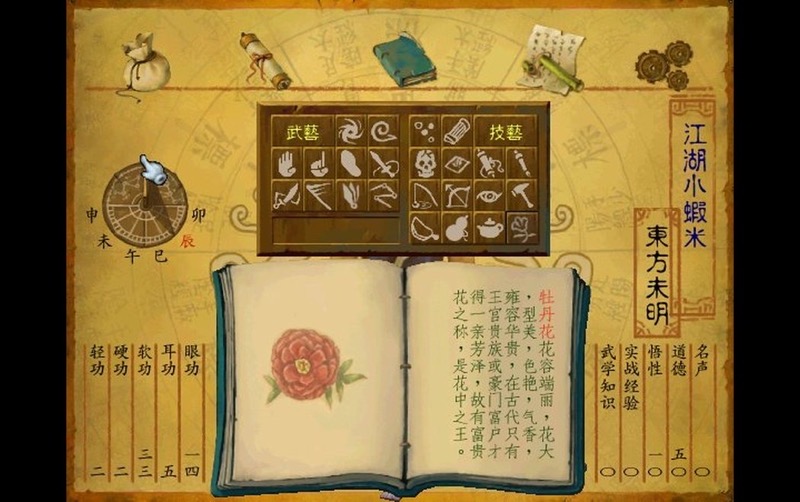 武藝
技藝
江湖小蝦米
東方未明
申
未
午
巳
辰
卯
牡丹花花容端丽，花大
，型美，色艳，气香，
雍容华贵，在古代只有
王宫贵族或豪门富户才
得一亲芳泽，故有富贵
花之称，是花中之王。
名声 〇
道德 五〇
悟性 一〇
实战经验 〇
武学知识 〇
眼功 一四
耳功 五
软功 三三
硬功 二
轻功 二